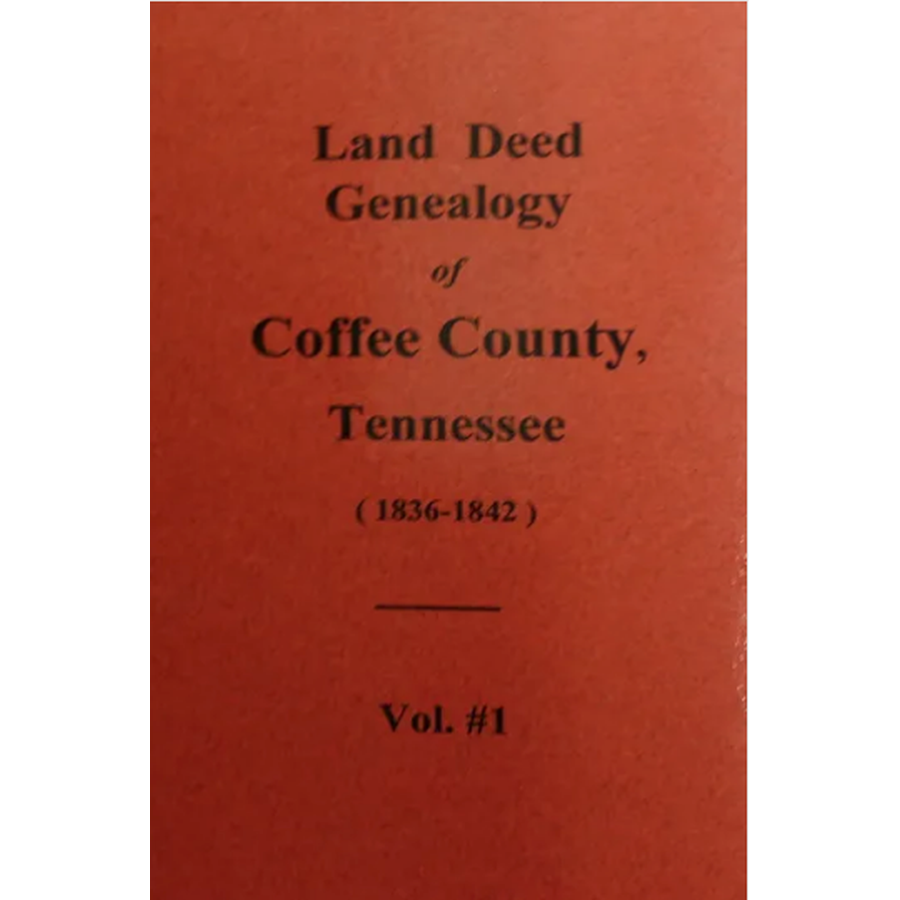 Land Deed
Genealogy
of
Coffee County,
Tennessee
( 1836-1842 )
Vol. #1